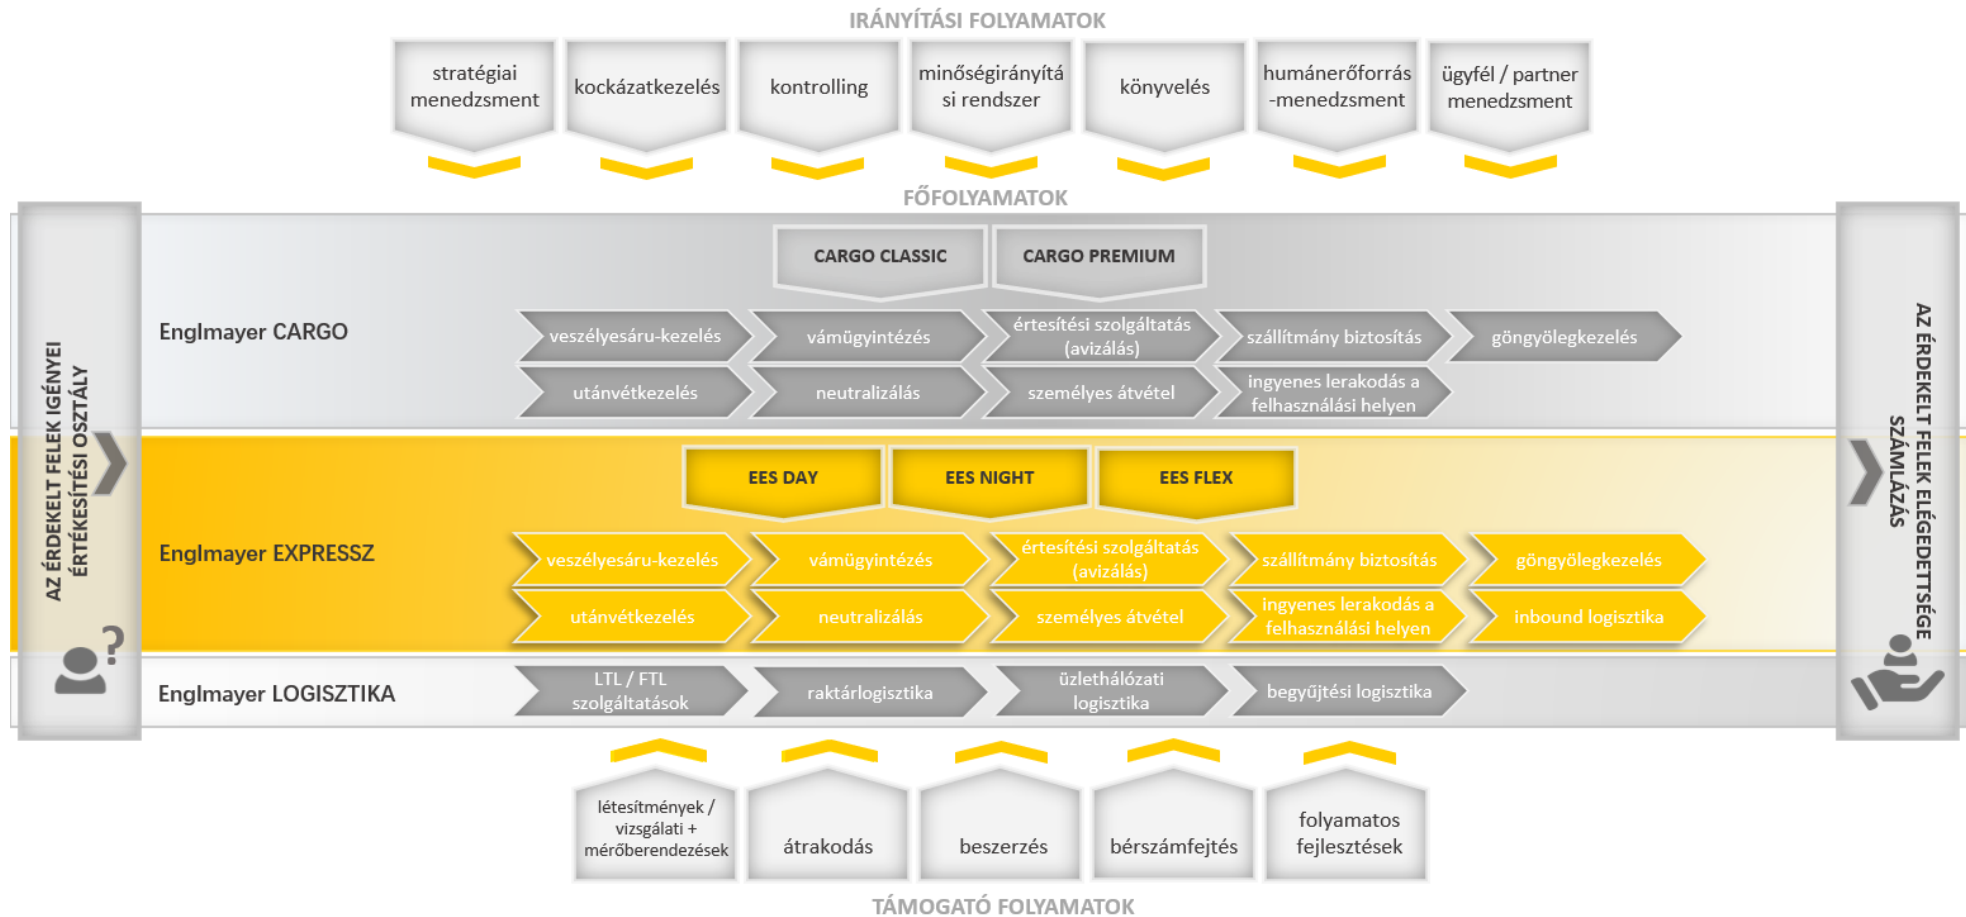 IRÁNYÍTÁSI FOLYAMATOK
stratégiai
menedzsment
kockázatkezelés
kontrolling
minőségirányítá
si rendszer
könyvelés
humánerőforrás
-menedzsment
ügyfél / partner
menedzsment
FŐFOLYAMATOK
AZ ÉRDEKELT FELEK IGÉNYEI
ÉRTÉKESÍTÉSI OSZTÁLY
?
Englmayer CARGO
CARGO CLASSIC
CARGO PREMIUM
veszélyesáru-kezelés
vámügyintézés
értesítési szolgáltatás
(avizálás)
szállítmány biztosítás
göngyölegkezelés
utánvétkezelés
neutralizálás
személyes átvétel
ingyenes lerakodás a
felhasználási helyen
Englmayer EXPRESSZ
EES DAY
EES NIGHT
EES FLEX
veszélyesáru-kezelés
vámügyintézés
értesítési szolgáltatás
(avizálás)
szállítmány biztosítás
göngyölegkezelés
utánvétkezelés
neutralizálás
személyes átvétel
ingyenes lerakodás a
felhasználási helyen
inbound logisztika
Englmayer LOGISZTIKA
LTL / FTL
szolgáltatások
raktárlogisztika
üzlethálózati
logisztika
begyűjtési logisztika
AZ ÉRDEKELT FELEK ELÉGEDETTSÉGE
SZÁMLÁZÁS
létesítmények /
vizsgálati +
mérőberendezések
átrakodás
beszerzés
bérszámfejtés
folyamatos
fejlesztések
TÁMOGATÓ FOLYAMATOK